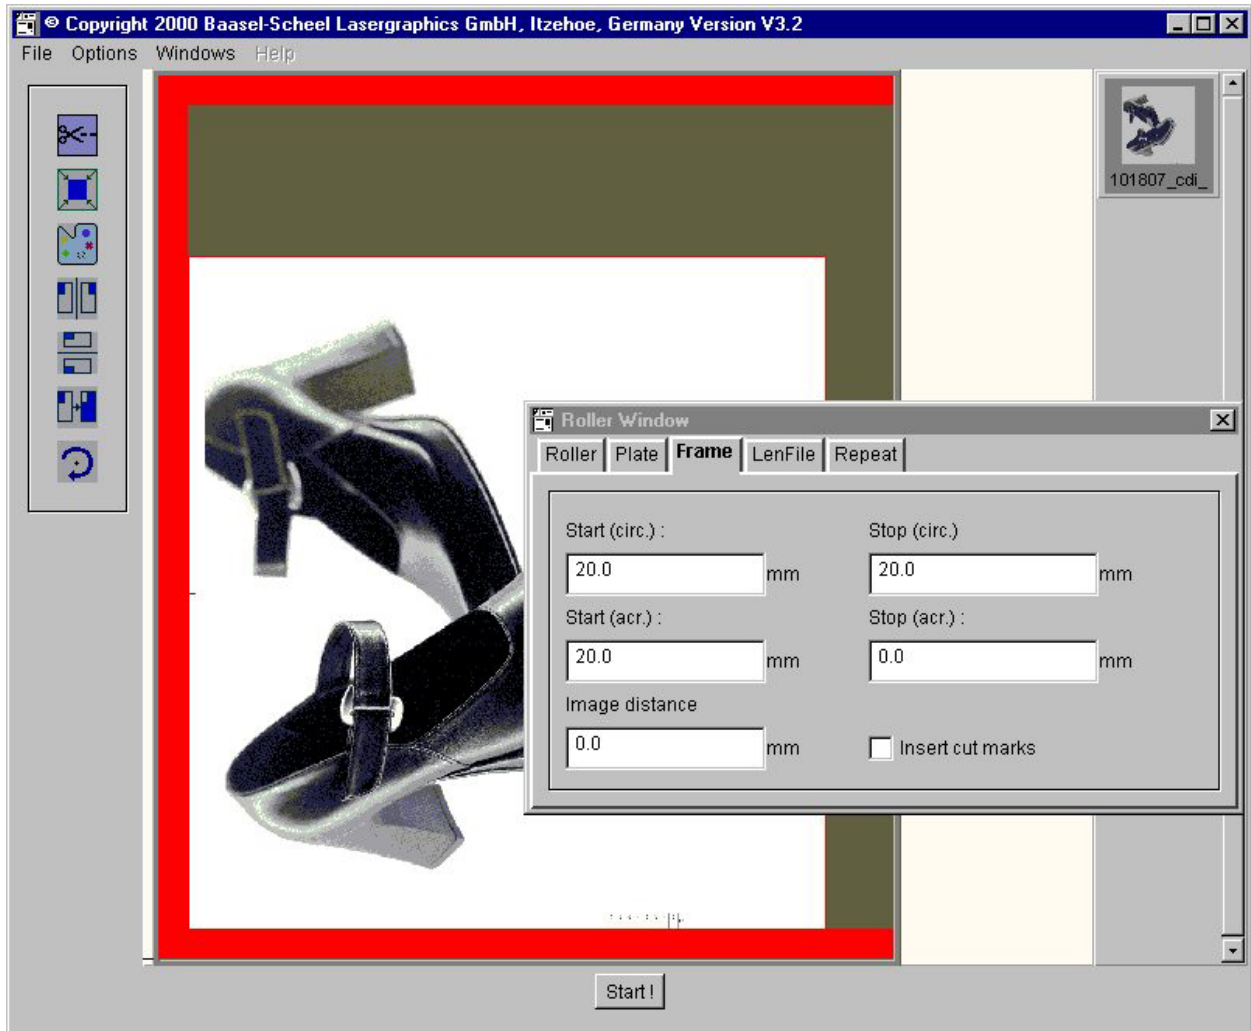 © Copyright 2000 Baasel-Scheel Lasergraphics GmbH, Itzehoe, Germany Version V3.2
File Options Windows Help
101807_cdi_
Roller Window
Roller Plate Frame LenFile Repeat
Start (circ.) : Stop (circ.)
20.0 mm 20.0 mm
Start (acr.) : Stop (acr.) :
20.0 mm 0.0 mm
Image distance
0.0 mm Insert cut marks
Start !